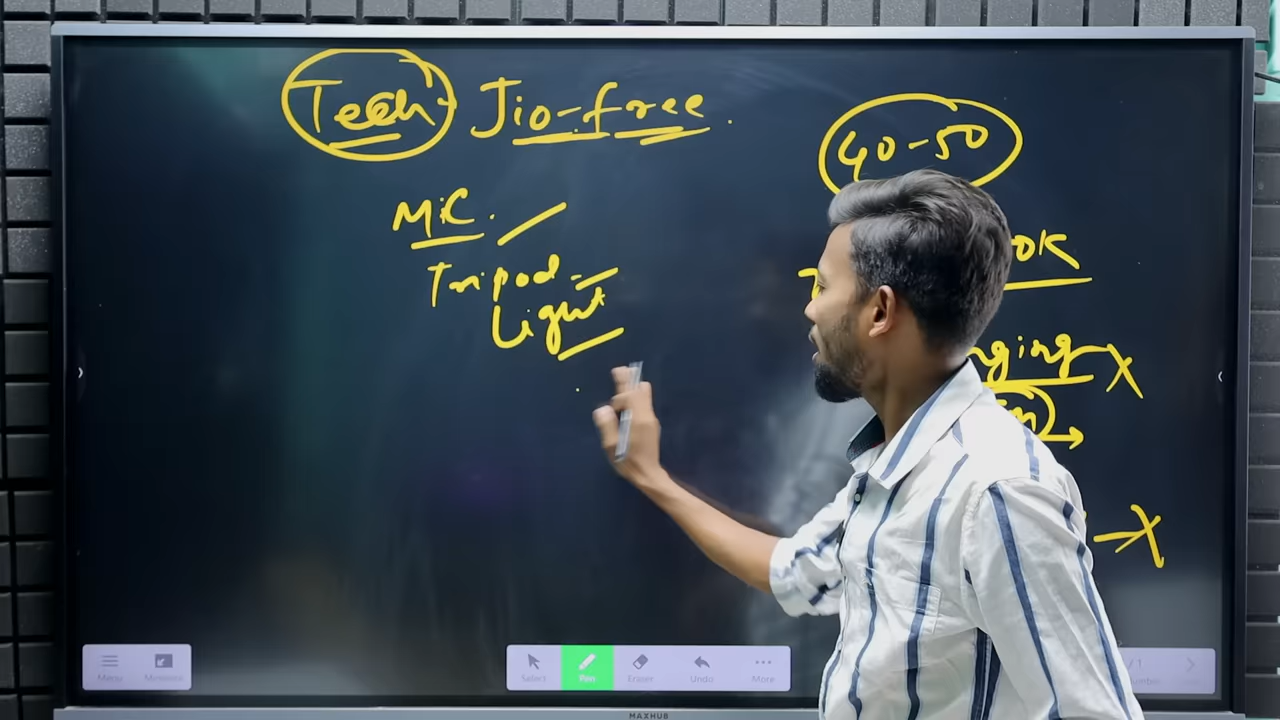 Tech Jio-free
40-50
Mic.
Tripod
Light
Menu
Select
Pen
Eraser
Undo
More
MAXHUB